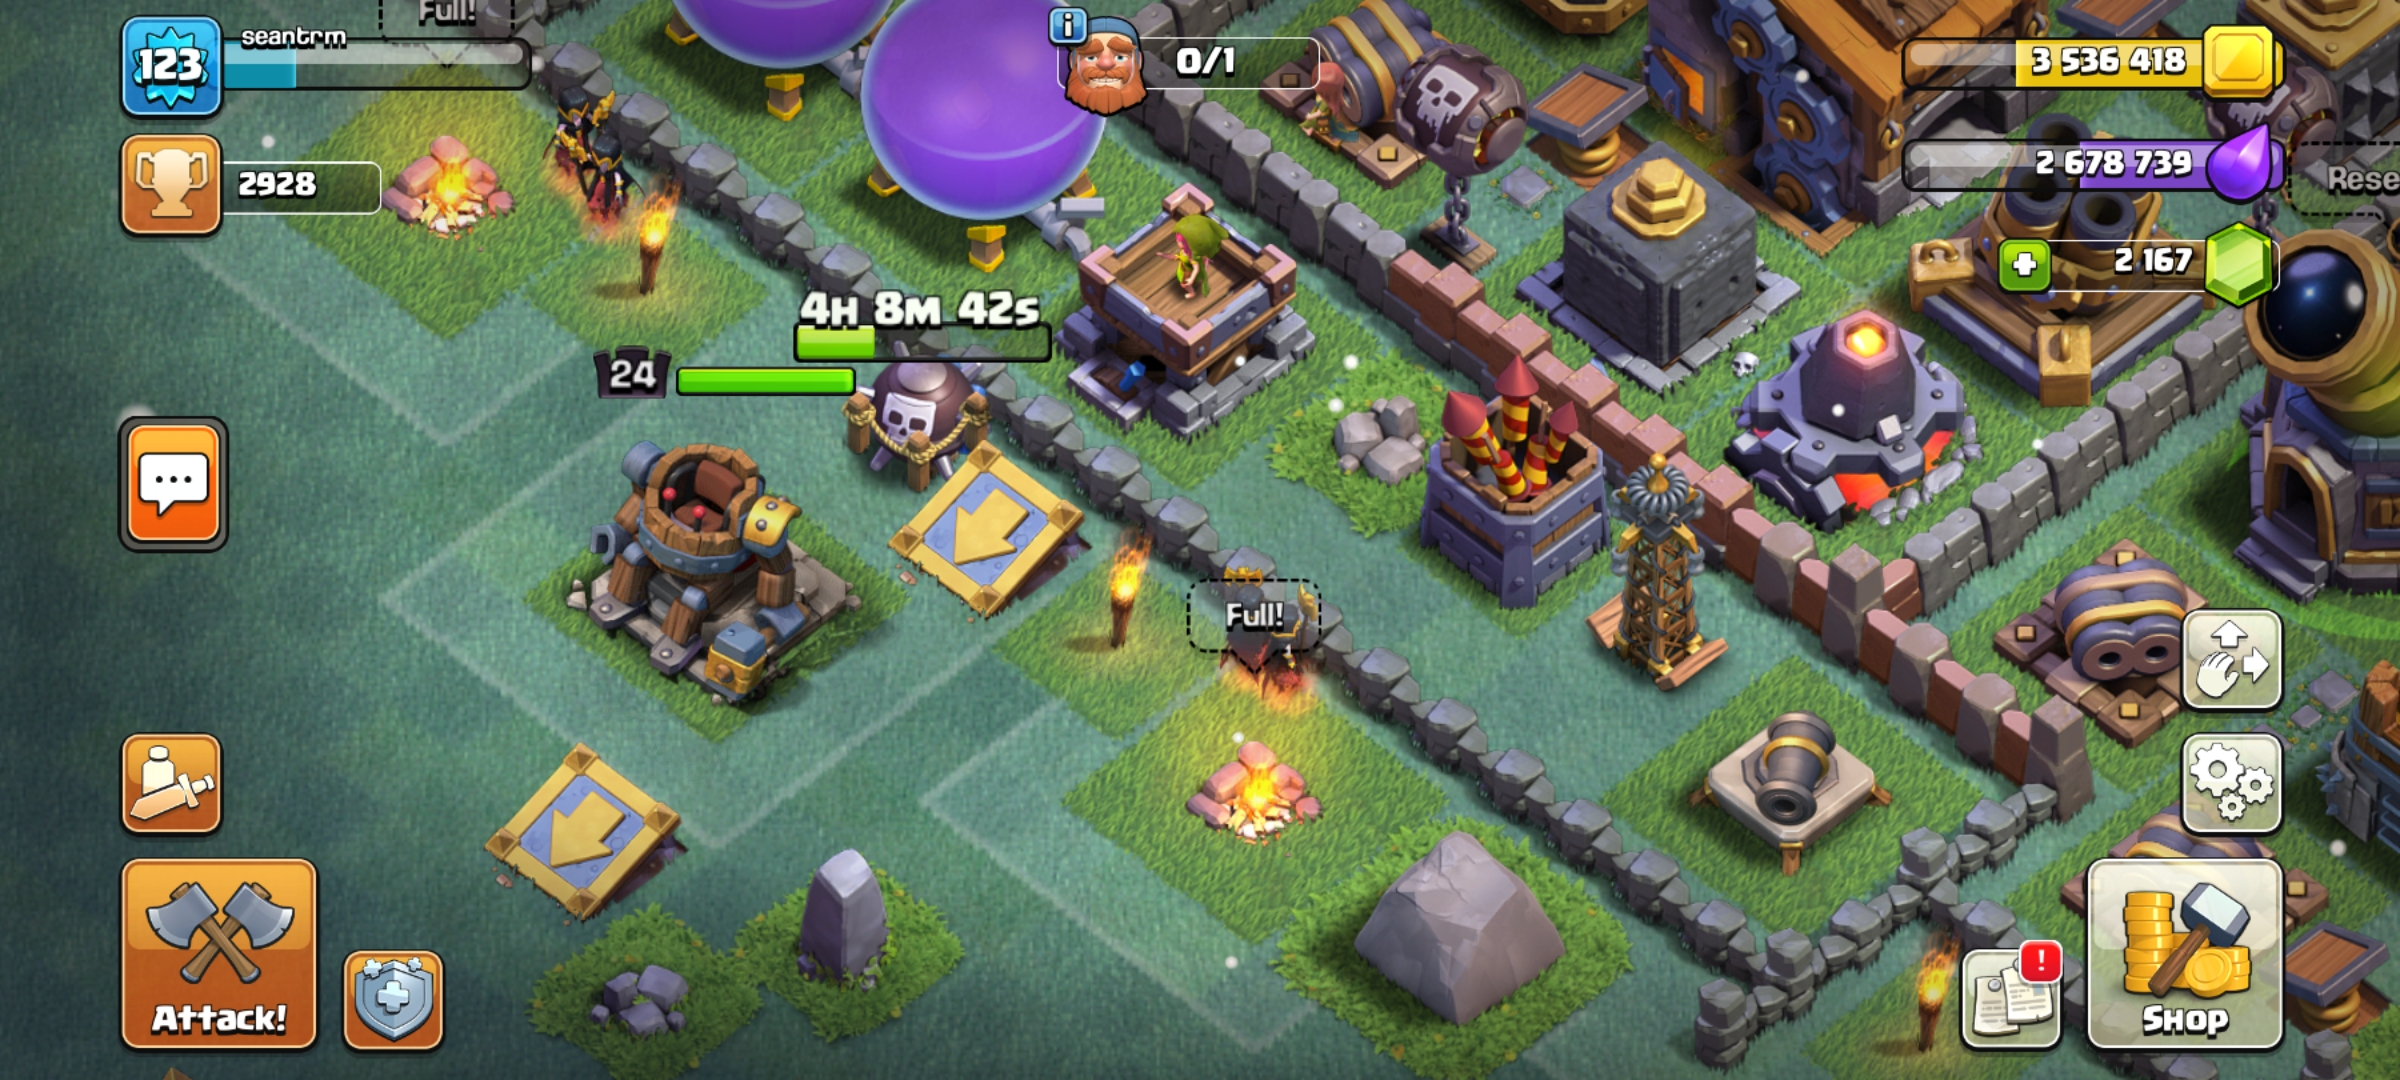 Full!
123
seantrm
0/1
3 536 418
2928
2 678 739
Rese
2 167
4H 8M 42s
24
Full!
Attack!
!
Shop